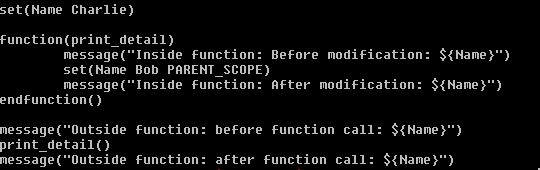 set(Name Charlie)
function(print_detail)
message("Inside function: Before modification: ${Name}")
set(Name Bob PARENT_SCOPE)
message("Inside function: After modification: ${Name}")
endfunction()
message("Outside function: before function call: ${Name}")
print_detail()
message("Outside function: after function call: ${Name}")